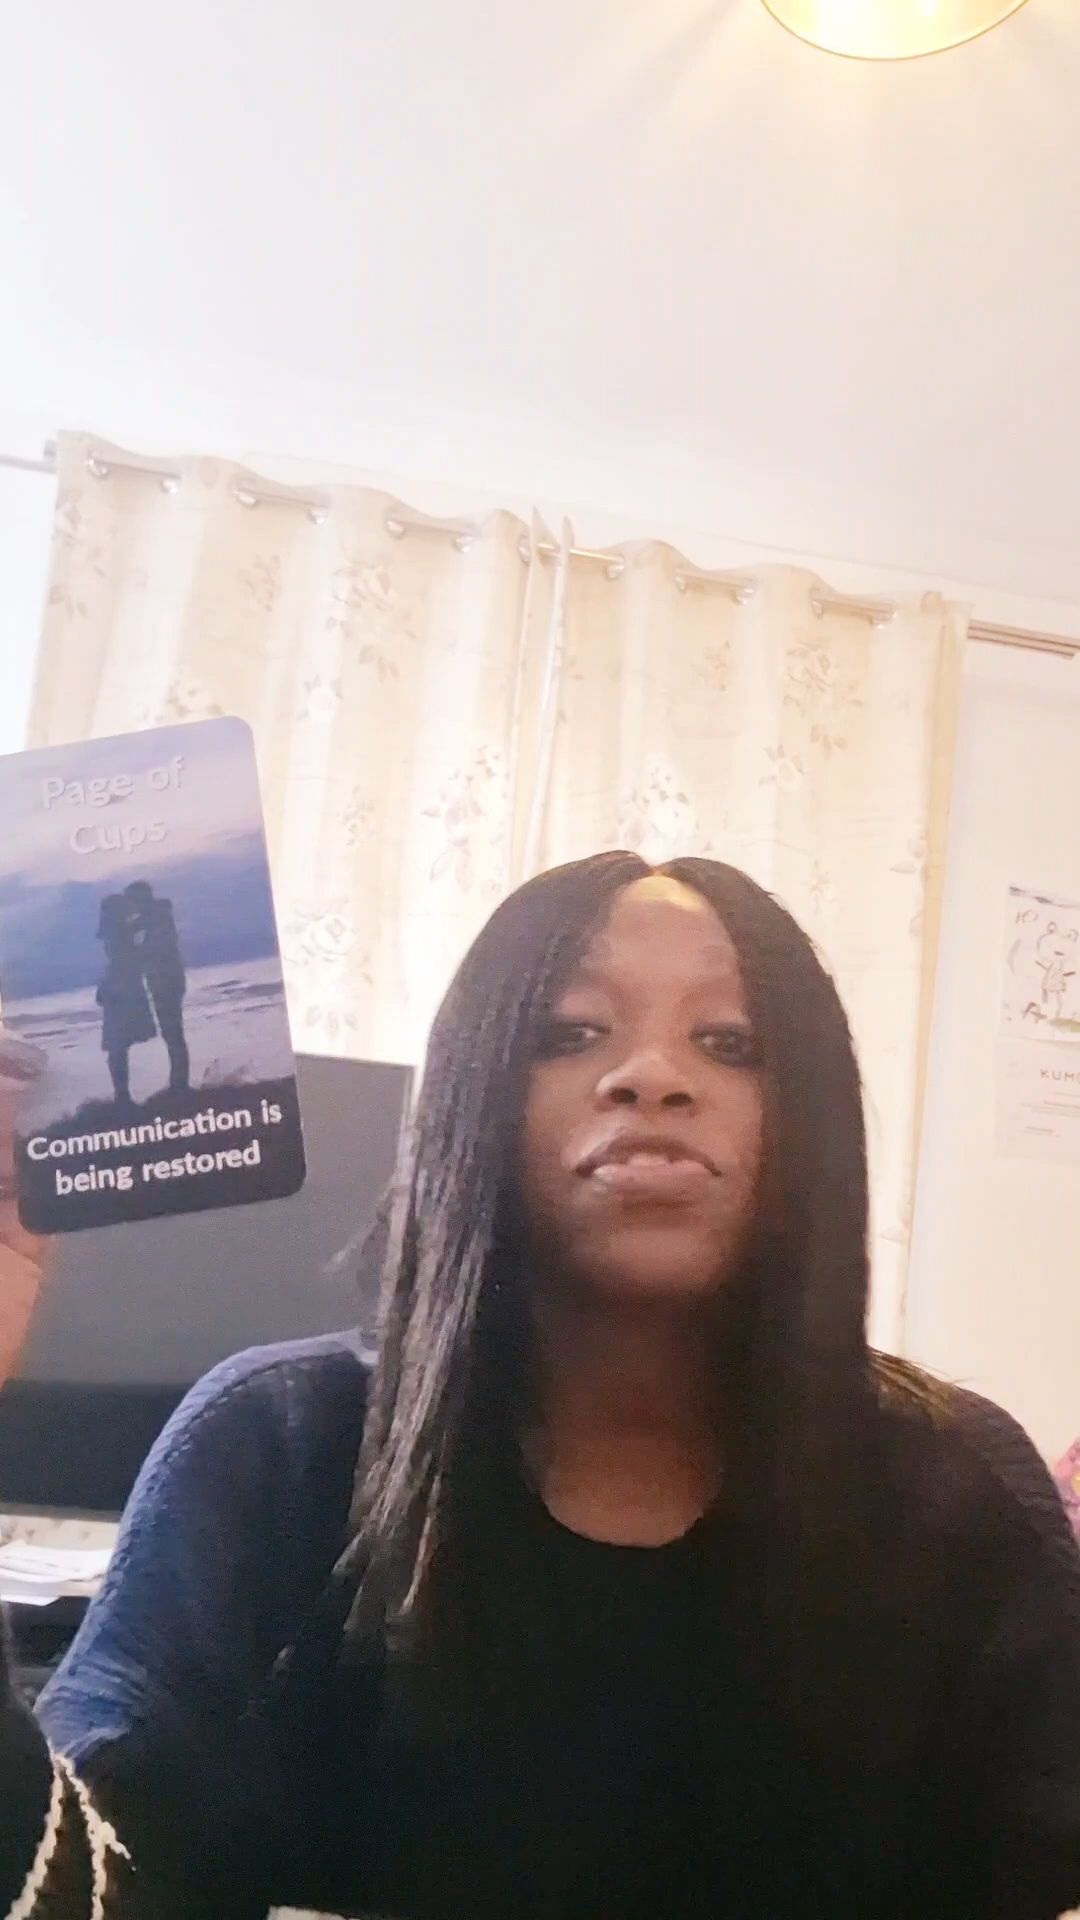 Page of
Cups
Communication is
being restored